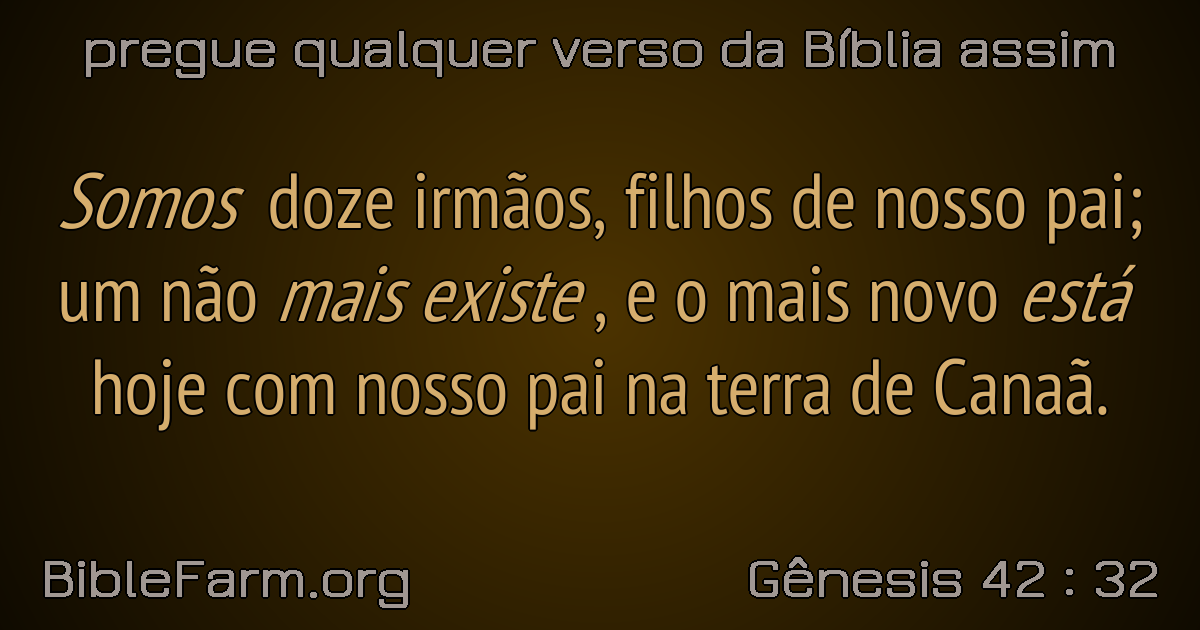 pregue qualquer verso da Bíblia assim
Somos doze irmãos, filhos de nosso pai;
um não mais existe , e o mais novo está
hoje com nosso pai na terra de Canaã.
BibleFarm.org
Gênesis 42 : 32